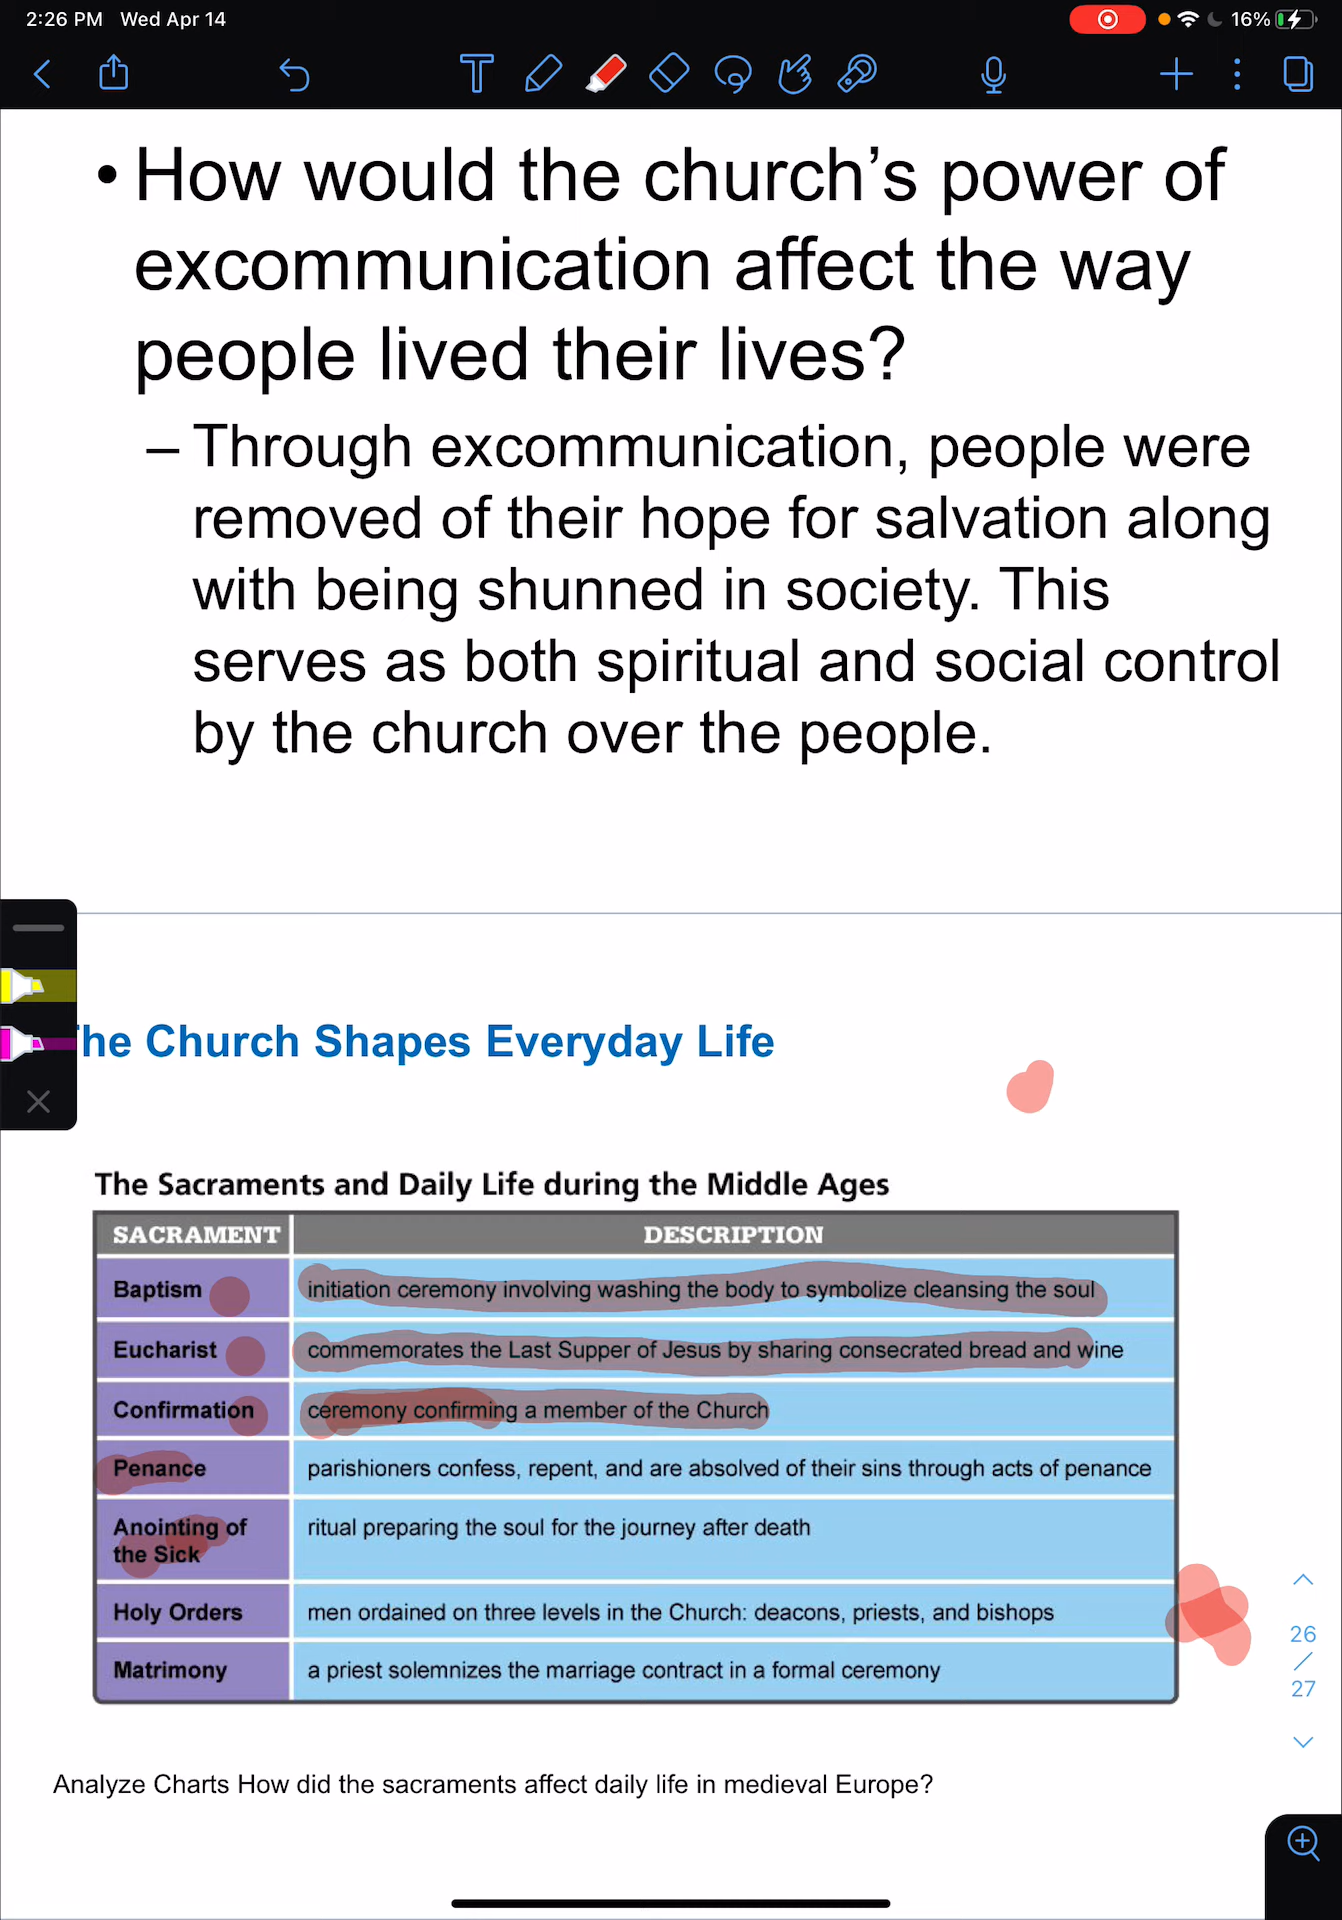 2:26 PM Wed Apr 14
16%
• How would the church’s power of
excommunication affect the way
people lived their lives?
– Through excommunication, people were
removed of their hope for salvation along
with being shunned in society. This
serves as both spiritual and social control
by the church over the people.
he Church Shapes Everyday Life
The Sacraments and Daily Life during the Middle Ages
SACRAMENT DESCRIPTION
Baptism initiation ceremony involving washing the body to symbolize cleansing the soul
Eucharist commemorates the Last Supper of Jesus by sharing consecrated bread and wine
Confirmation ceremony confirming a member of the Church
Penance parishioners confess, repent, and are absolved of their sins through acts of penance
Anointing of
the Sick ritual preparing the soul for the journey after death
Holy Orders men ordained on three levels in the Church: deacons, priests, and bishops
Matrimony a priest solemnizes the marriage contract in a formal ceremony
26
/
27
Analyze Charts How did the sacraments affect daily life in medieval Europe?